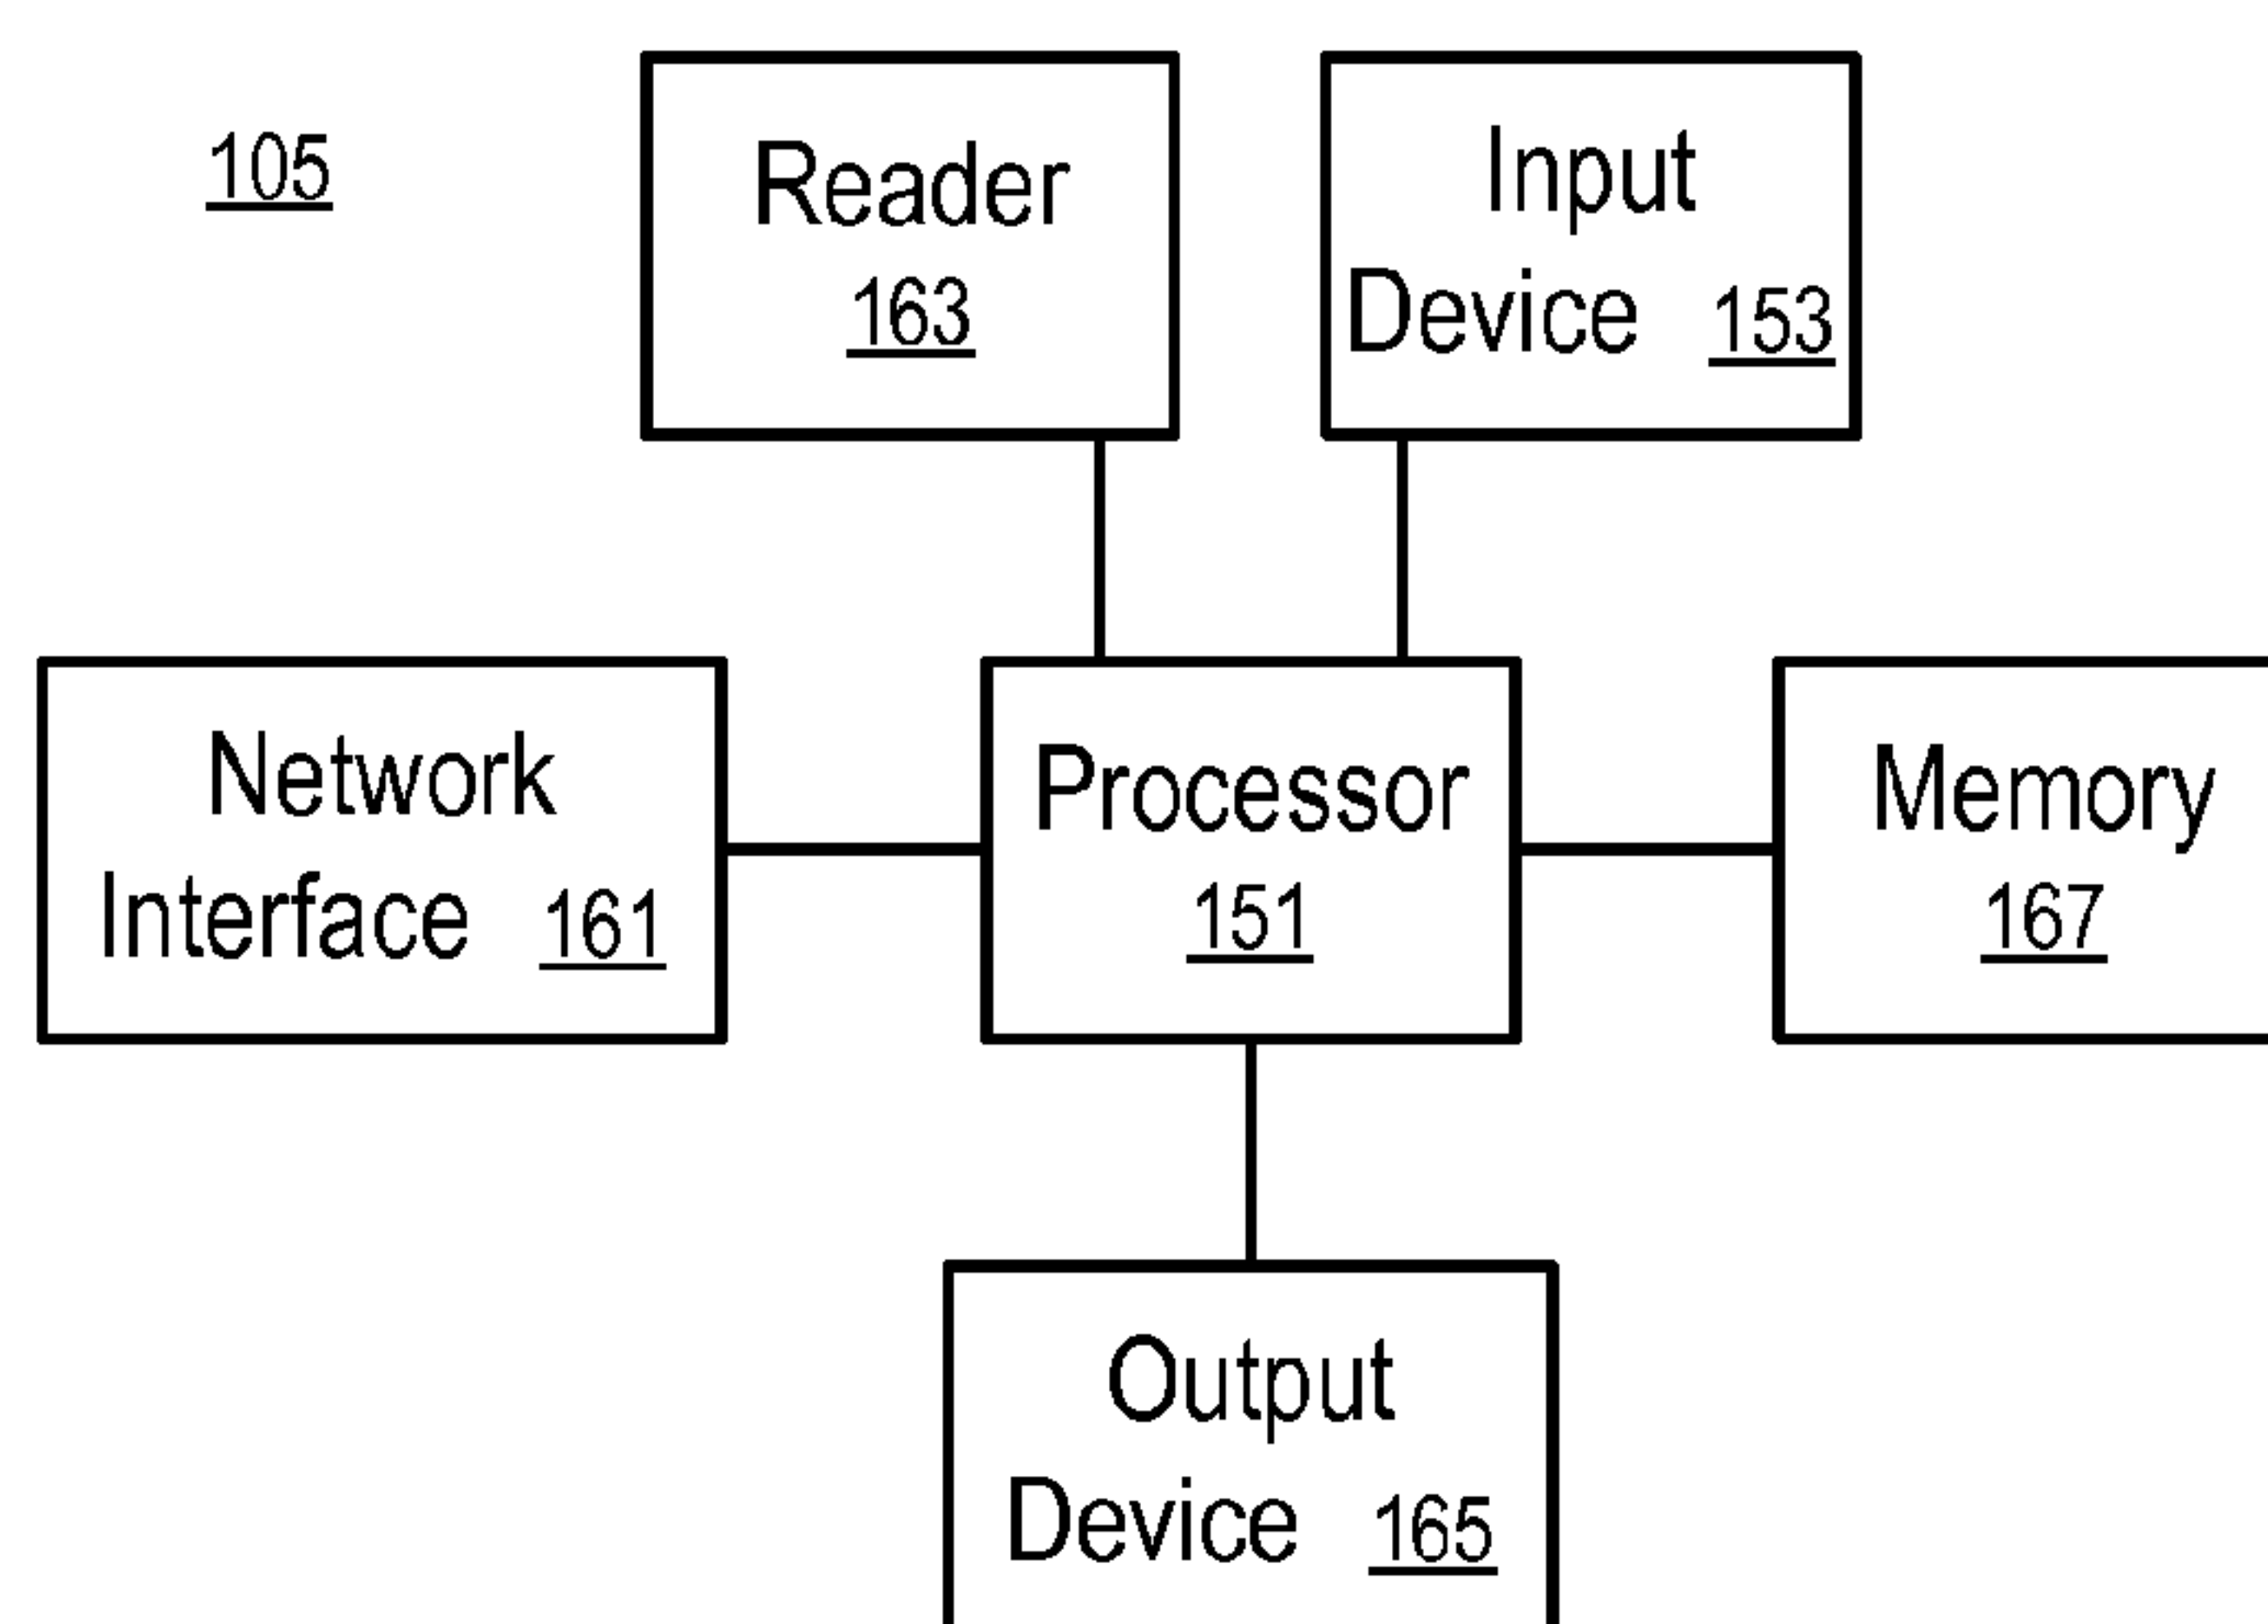 105
Reader
163
Input
Device 153
Network
Interface 161
Processor
151
Memory
167
Output
Device 165